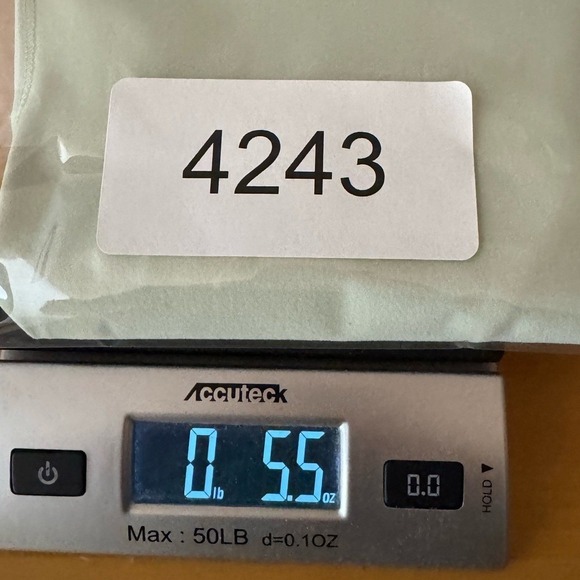 4243
Accuteck
0 lb 5.5 oz
0.0
HOLD ▼
Max : 50LB d=0.1OZ